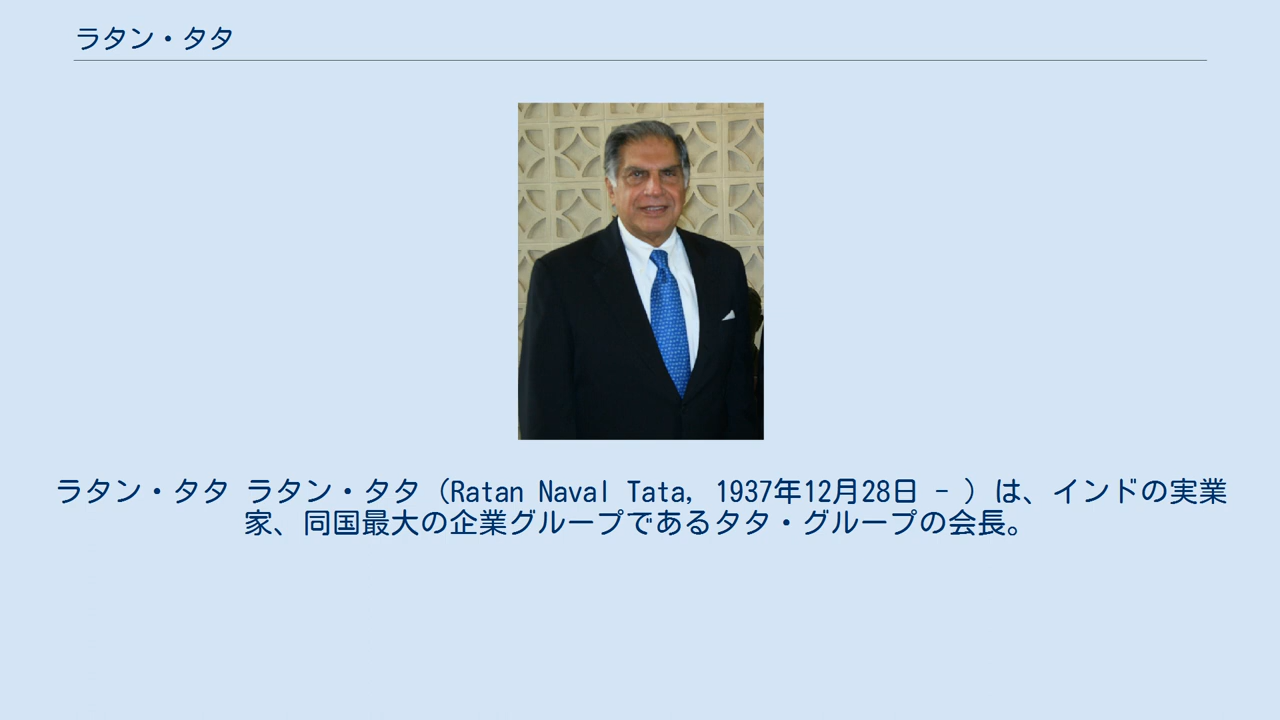 ラタン・タタ
ラタン・タタ ラタン・タタ (Ratan Naval Tata, 1937年12月28日 - ) は、インドの実業
家、同国最大の企業グループであるタタ・グループの会長。